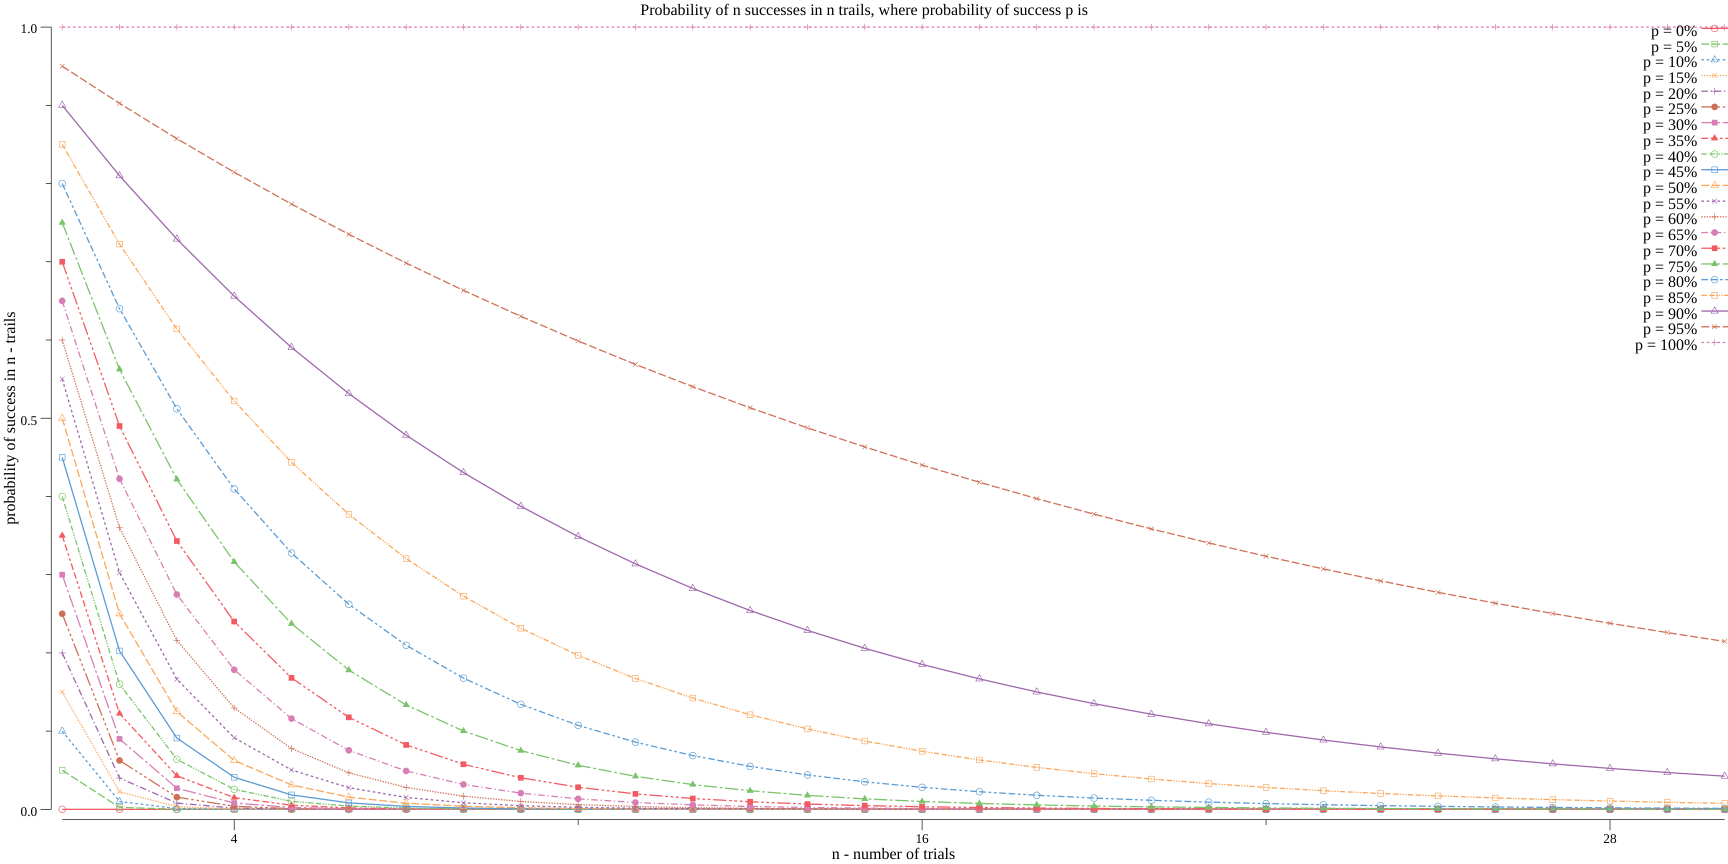 Probability of n successes in n trails, where probability of success p is
1.0
0.5
0.0
probability of success in n - trails
4
16
28
n - number of trials
p = 0%
p = 5%
p = 10%
p = 15%
p = 20%
p = 25%
p = 30%
p = 35%
p = 40%
p = 45%
p = 50%
p = 55%
p = 60%
p = 65%
p = 70%
p = 75%
p = 80%
p = 85%
p = 90%
p = 95%
p = 100%